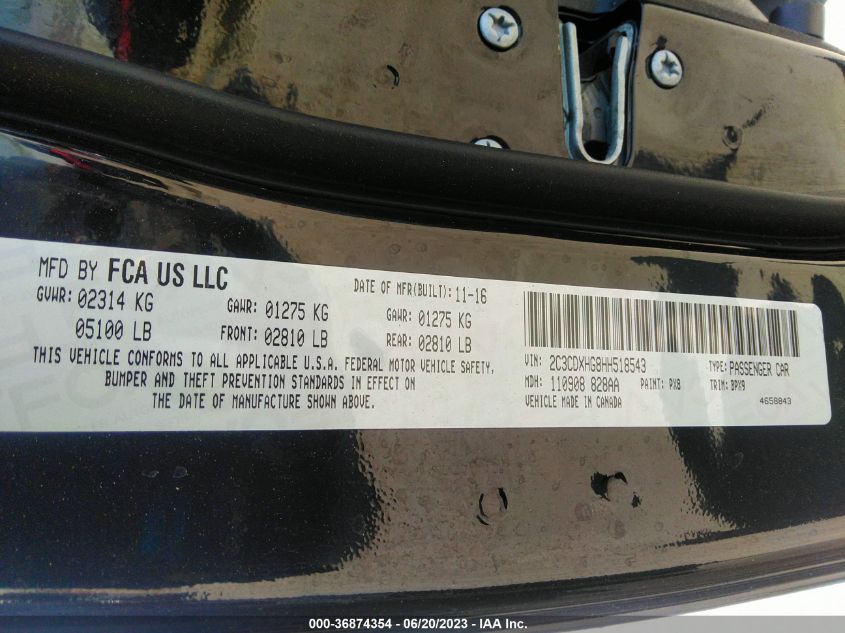 MFD BY FCA US LLC
DATE OF MFR(BUILT): 11-16
GVWR: 02314 KG
GAWR: 01275 KG
GAWR: 01275 KG
05100 LB
FRONT: 02810 LB
REAR: 02810 LB
THIS VEHICLE CONFORMS TO ALL APPLICABLE U.S.A. FEDERAL MOTOR VEHICLE SAFETY,
BUMPER AND THEFT PREVENTION STANDARDS IN EFFECT ON
THE DATE OF MANUFACTURE SHOWN ABOVE.
VIN: 2C3CDXHG8HH518543
TYPE: PASSENGER CAR
MDH: 110908 828AA
PAINT: PX8
TRIM: BPX9
VEHICLE MADE IN CANADA
4658843
000-36874354 / 06/20/2023 - IAA Inc.